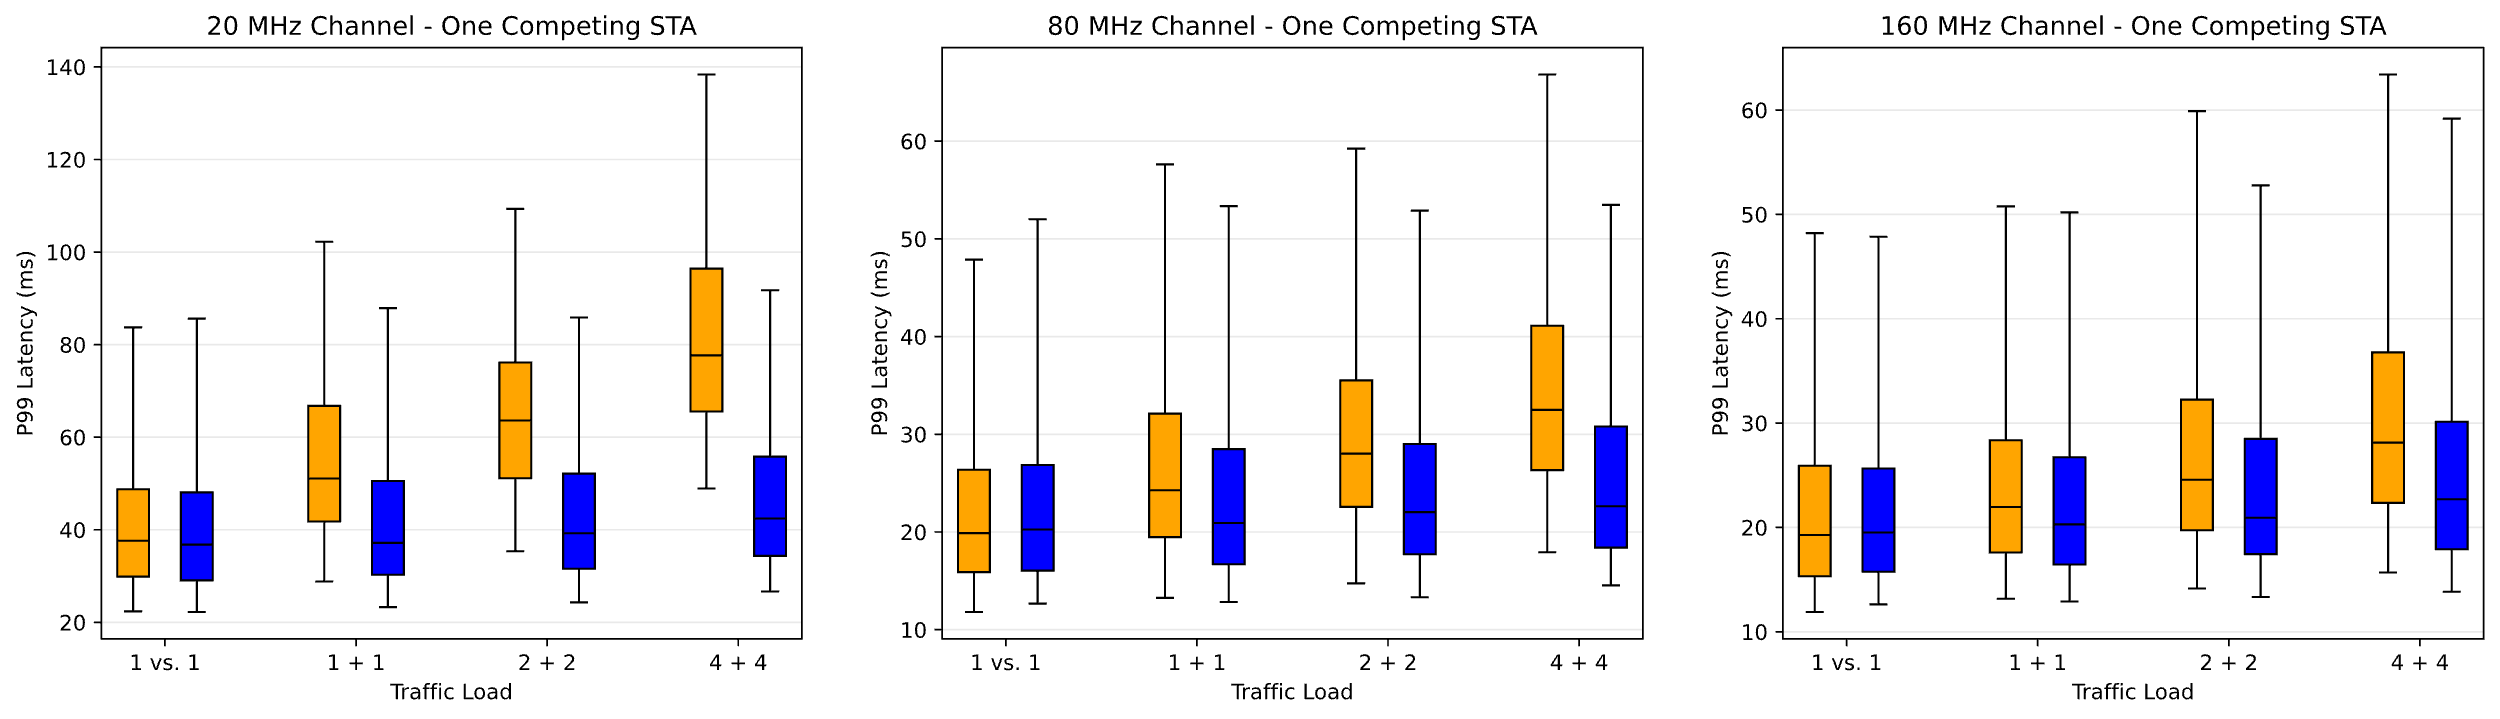 20 MHz Channel - One Competing STA
P99 Latency (ms)
140
120
100
80
60
40
20
1 vs. 1
1 + 1
2 + 2
4 + 4
Traffic Load
80 MHz Channel - One Competing STA
P99 Latency (ms)
60
50
40
30
20
10
1 vs. 1
1 + 1
2 + 2
4 + 4
Traffic Load
160 MHz Channel - One Competing STA
P99 Latency (ms)
60
50
40
30
20
10
1 vs. 1
1 + 1
2 + 2
4 + 4
Traffic Load